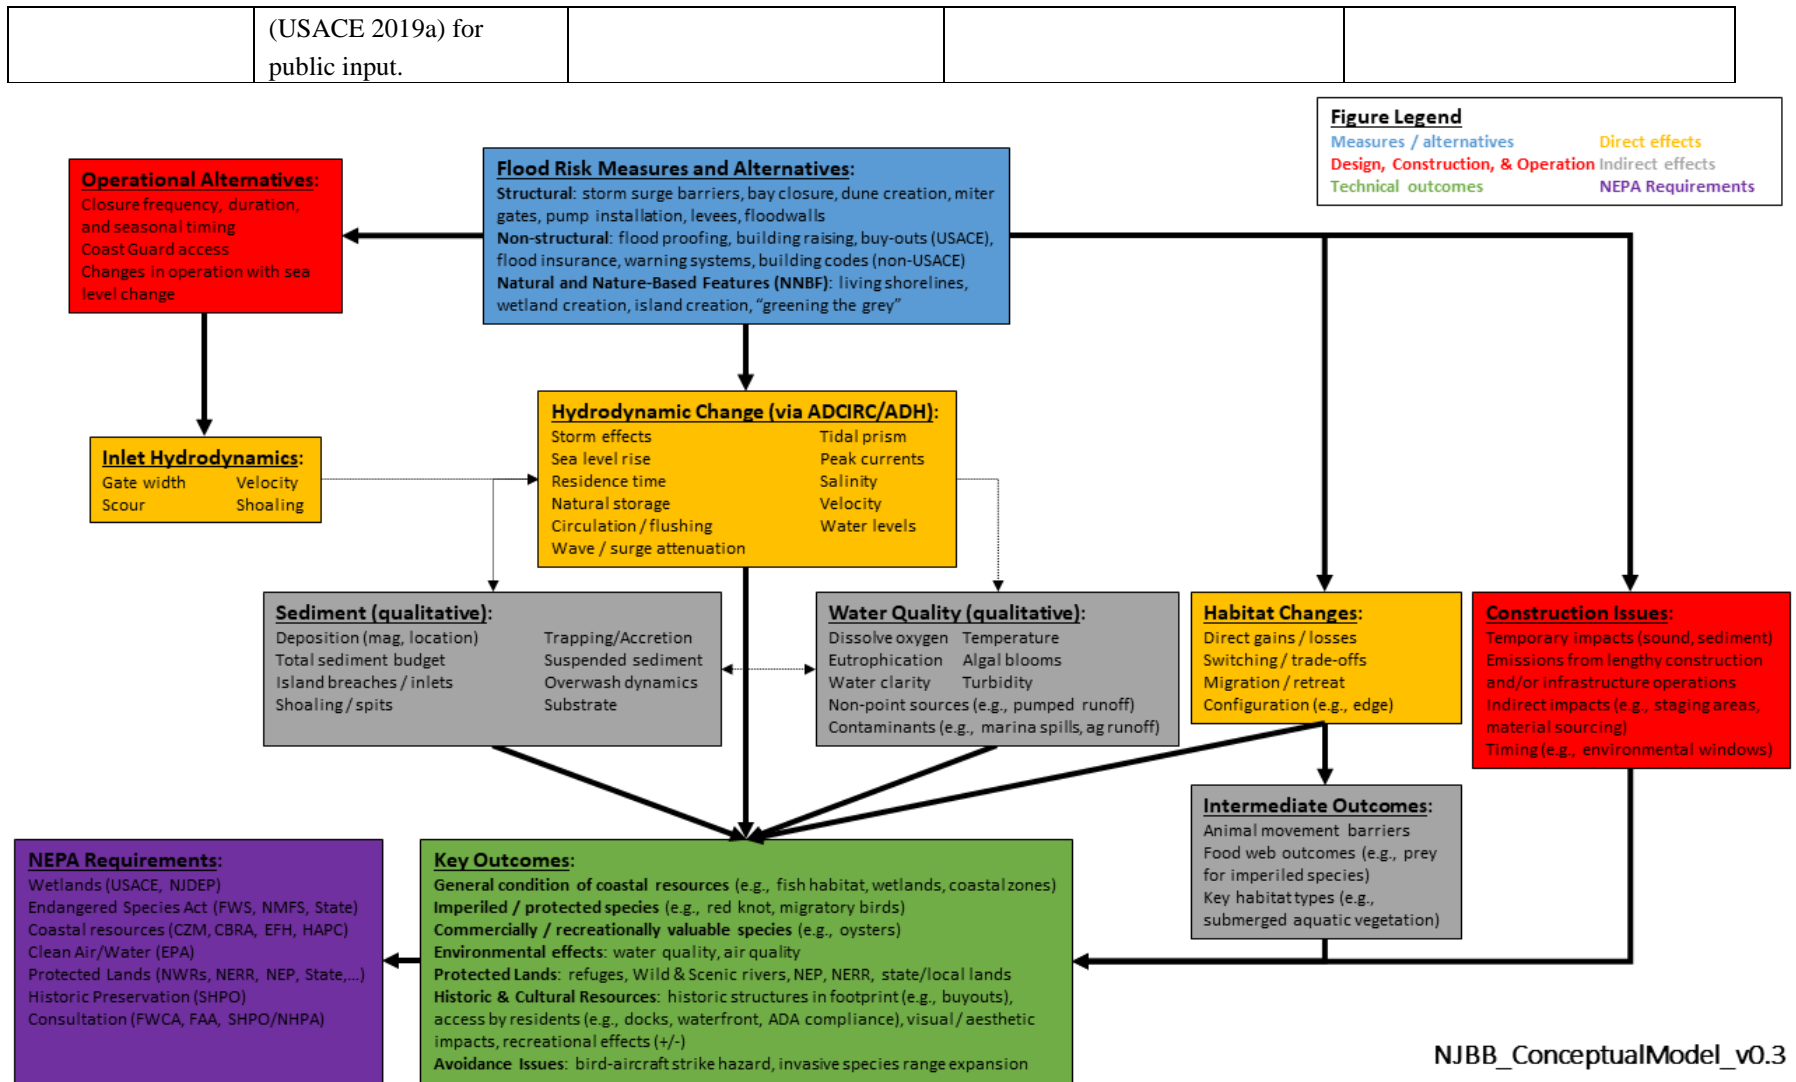 (USACE 2019a) for
public input.
Figure Legend
Measures / alternatives
Direct effects
Design, Construction, & Operation
Indirect effects
Technical outcomes
NEPA Requirements
Operational Alternatives:
Closure frequency, duration,
and seasonal timing
Coast Guard access
Changes in operation with sea
level change
Flood Risk Measures and Alternatives:
Structural: storm surge barriers, bay closure, dune creation, miter
gates, pump installation, levees, floodwalls
Non-structural: flood proofing, building raising, buy-outs (USACE),
flood insurance, warning systems, building codes (non-USACE)
Natural and Nature-Based Features (NNBF): living shorelines,
wetland creation, island creation, “greening the grey”
Inlet Hydrodynamics:
Gate width Velocity
Scour Shoaling
Hydrodynamic Change (via ADCIRC/ADH):
Storm effects Tidal prism
Sea level rise Peak currents
Residence time Salinity
Natural storage Velocity
Circulation / flushing Water levels
Wave / surge attenuation
Sediment (qualitative):
Deposition (mag, location) Trapping/Accretion
Total sediment budget Suspended sediment
Island breaches / inlets Overwash dynamics
Shoaling / spits Substrate
Water Quality (qualitative):
Dissolve oxygen Temperature
Eutrophication Algal blooms
Water clarity Turbidity
Non-point sources (e.g., pumped runoff)
Contaminants (e.g., marina spills, ag runoff)
Habitat Changes:
Direct gains / losses
Switching / trade-offs
Migration / retreat
Configuration (e.g., edge)
Construction Issues:
Temporary impacts (sound, sediment)
Emissions from lengthy construction
and/or infrastructure operations
Indirect impacts (e.g., staging areas,
material sourcing)
Timing (e.g., environmental windows)
Intermediate Outcomes:
Animal movement barriers
Food web outcomes (e.g., prey
for imperiled species)
Key habitat types (e.g.,
submerged aquatic vegetation)
NEPA Requirements:
Wetlands (USACE, NJDEP)
Endangered Species Act (FWS, NMFS, State)
Coastal resources (CZM, CBRA, EFH, HAPC)
Clean Air/Water (EPA)
Protected Lands (NWRs, NERR, NEP, State,...)
Historic Preservation (SHPO)
Consultation (FWCA, FAA, SHPO/NHPA)
Key Outcomes:
General condition of coastal resources (e.g., fish habitat, wetlands, coastal zones)
Imperiled / protected species (e.g., red knot, migratory birds)
Commercially / recreationally valuable species (e.g., oysters)
Environmental effects: water quality, air quality
Protected Lands: refuges, Wild & Scenic rivers, NEP, NERR, state/local lands
Historic & Cultural Resources: historic structures in footprint (e.g., buyouts),
access by residents (e.g., docks, waterfront, ADA compliance), visual / aesthetic
impacts, recreational effects (+/-)
Avoidance Issues: bird-aircraft strike hazard, invasive species range expansion
NJBB_ConceptualModel_v0.3